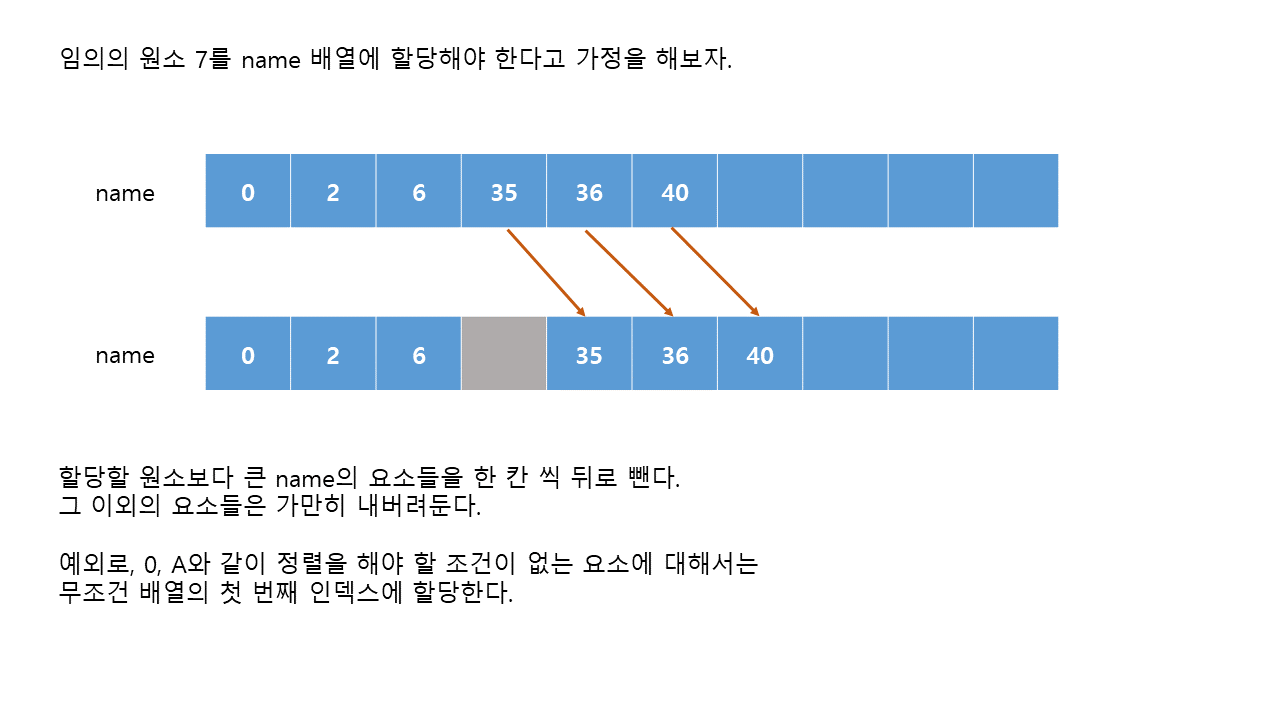 임의의 원소 7를 name 배열에 할당해야 한다고 가정을 해보자.
name 0 2 6 35 36 40
name 0 2 6 35 36 40
할당할 원소보다 큰 name의 요소들을 한 칸 씩 뒤로 뺀다.
그 이외의 요소들은 가만히 내버려둔다.
예외로, 0, A와 같이 정렬을 해야 할 조건이 없는 요소에 대해서는
무조건 배열의 첫 번째 인덱스에 할당한다.